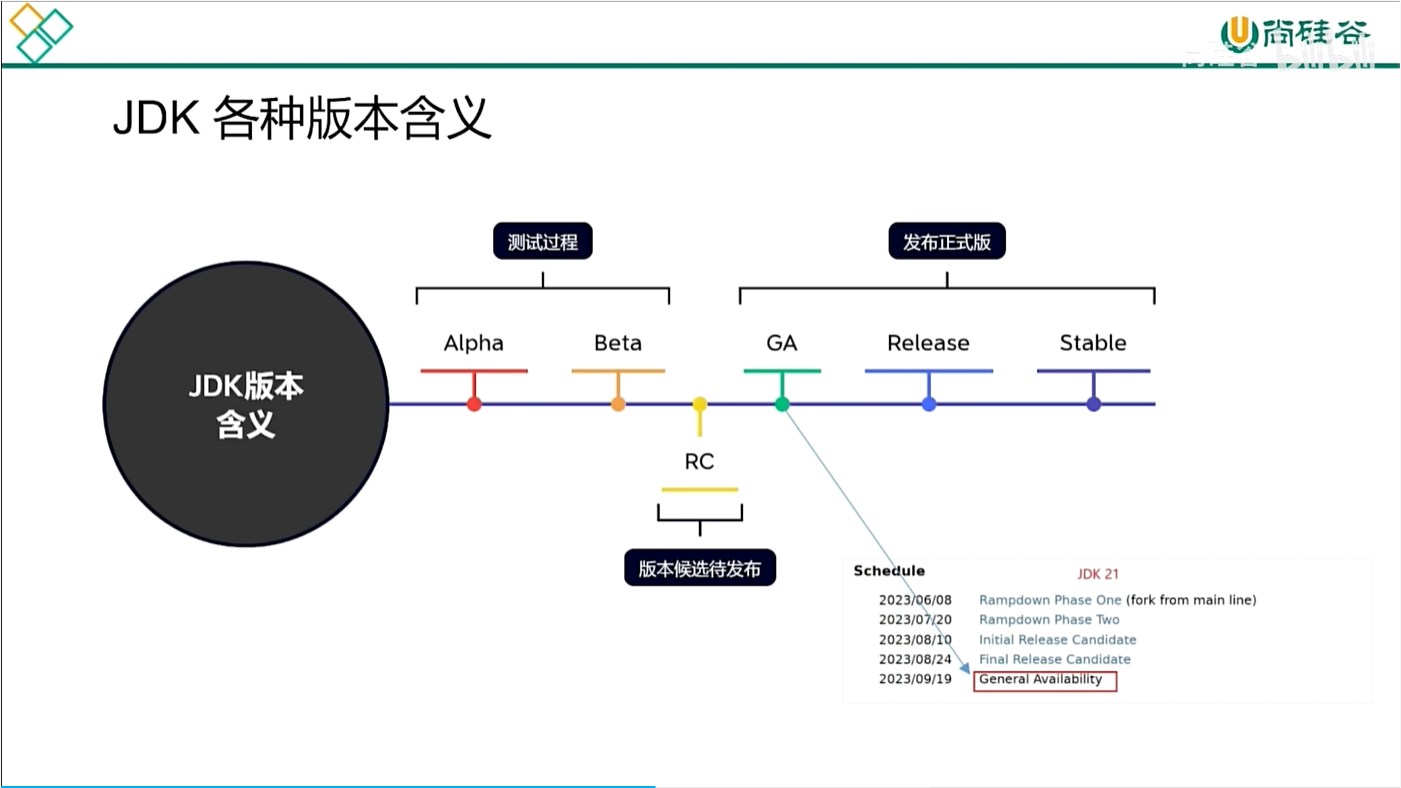 尚硅谷
bilibili
JDK 各种版本含义
测试过程
发布正式版
Alpha
Beta
GA
Release
Stable
JDK版本
含义
RC
版本候选待发布
Schedule
JDK 21
2023/06/08 Rampdown Phase One (fork from main line)
2023/07/20 Rampdown Phase Two
2023/08/10 Initial Release Candidate
2023/08/24 Final Release Candidate
2023/09/19 General Availability